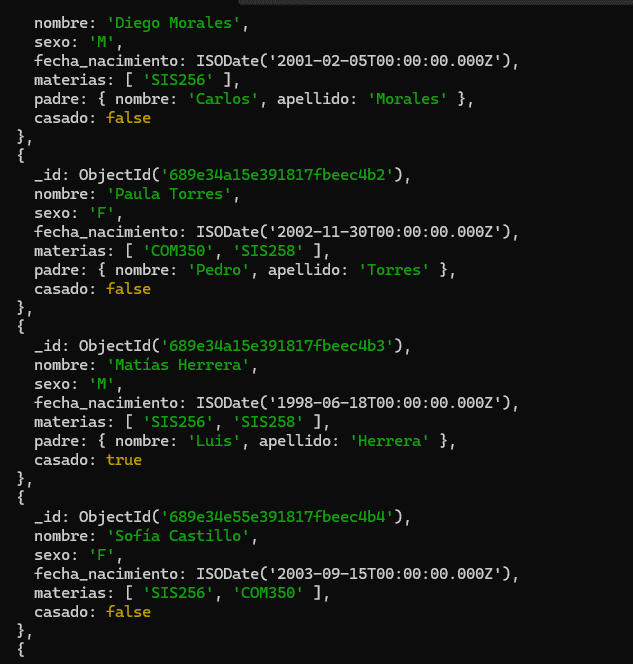 nombre: 'Diego Morales',
sexo: 'M',
fecha_nacimiento: ISODate('2001-02-05T00:00:00.000Z'),
materias: [ 'SIS256' ],
padre: { nombre: 'Carlos', apellido: 'Morales' },
casado: false
},
{
_id: ObjectId('689e34a15e391817fbeec4b2'),
nombre: 'Paula Torres',
sexo: 'F',
fecha_nacimiento: ISODate('2002-11-30T00:00:00.000Z'),
materias: [ 'COM350', 'SIS258' ],
padre: { nombre: 'Pedro', apellido: 'Torres' },
casado: false
},
{
_id: ObjectId('689e34a15e391817fbeec4b3'),
nombre: 'Matías Herrera',
sexo: 'M',
fecha_nacimiento: ISODate('1998-06-18T00:00:00.000Z'),
materias: [ 'SIS256', 'SIS258' ],
padre: { nombre: 'Luis', apellido: 'Herrera' },
casado: true
},
{
_id: ObjectId('689e34e55e391817fbeec4b4'),
nombre: 'Sofía Castillo',
sexo: 'F',
fecha_nacimiento: ISODate('2003-09-15T00:00:00.000Z'),
materias: [ 'SIS256', 'COM350' ],
casado: false
},
{